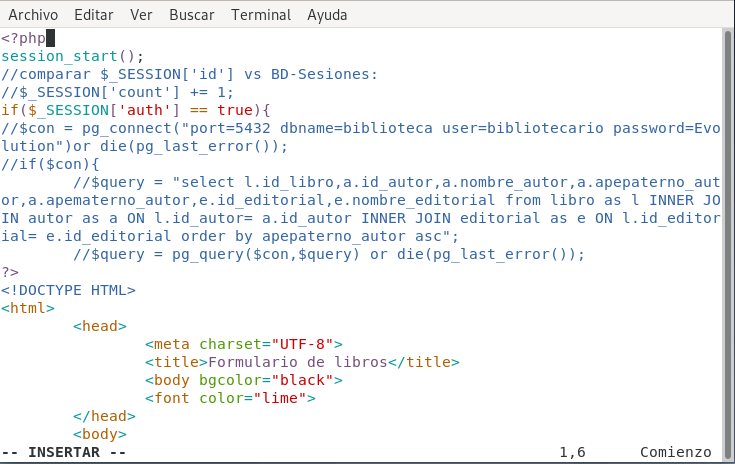 Archivo Editar Ver Buscar Terminal Ayuda
<?php
session_start();
//comparar $_SESSION['id'] vs BD-Sesiones:
//$_SESSION['count'] += 1;
if($_SESSION['auth'] == true){
//$con = pg_connect("port=5432 dbname=biblioteca user=bibliotecario password=Evo
lution")or die(pg_last_error());
//if($con){
        //$query = "select l.id_libro,a.id_autor,a.nombre_autor,a.apepaterno_aut
or,a.apematerno_autor,e.id_editorial,e.nombre_editorial from libro as l INNER JO
IN autor as a ON l.id_autor= a.id_autor INNER JOIN editorial as e ON l.id_editor
ial= e.id_editorial order by apepaterno_autor asc";
        //$query = pg_query($con,$query) or die(pg_last_error());
?>
<!DOCTYPE HTML>
<html>
        <head>
                <meta charset="UTF-8">
                <title>Formulario de libros</title>
                <body bgcolor="black">
                <font color="lime">
        </head>
        <body>
-- INSERTAR --                                                1,6      Comienzo